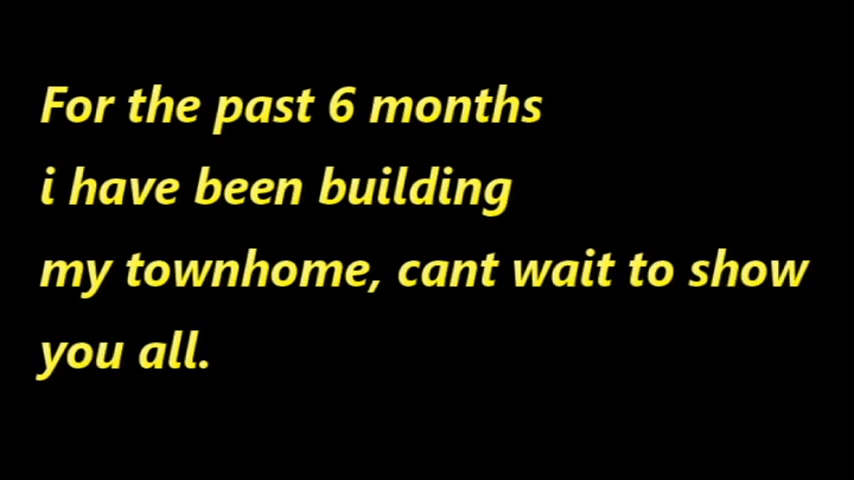 For the past 6 months
i have been building
my townhome, cant wait to show
you all.